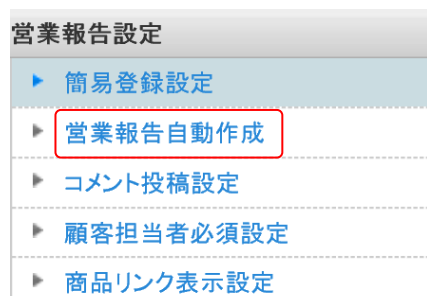 営業報告設定
簡易登録設定
営業報告自動作成
コメント投稿設定
顧客担当者必須設定
商品リンク表示設定